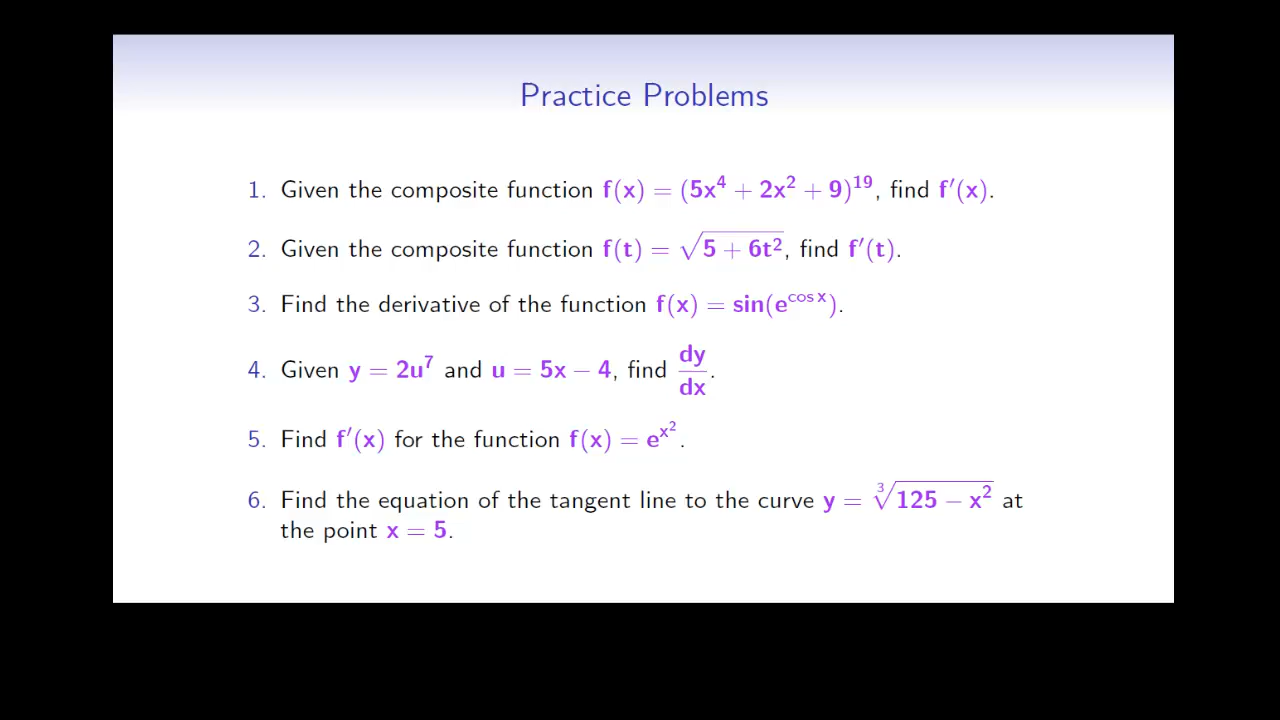 Practice Problems
1. Given the composite function f(x) = (5x⁴ + 2x² + 9)¹⁹, find f′(x).
2. Given the composite function f(t) = √(5 + 6t²), find f′(t).
3. Find the derivative of the function f(x) = sin(e^(cos x)).
4. Given y = 2u⁷ and u = 5x − 4, find dy/dx.
5. Find f′(x) for the function f(x) = e^(x²).
6. Find the equation of the tangent line to the curve y = ∛(125 − x²) at
the point x = 5.